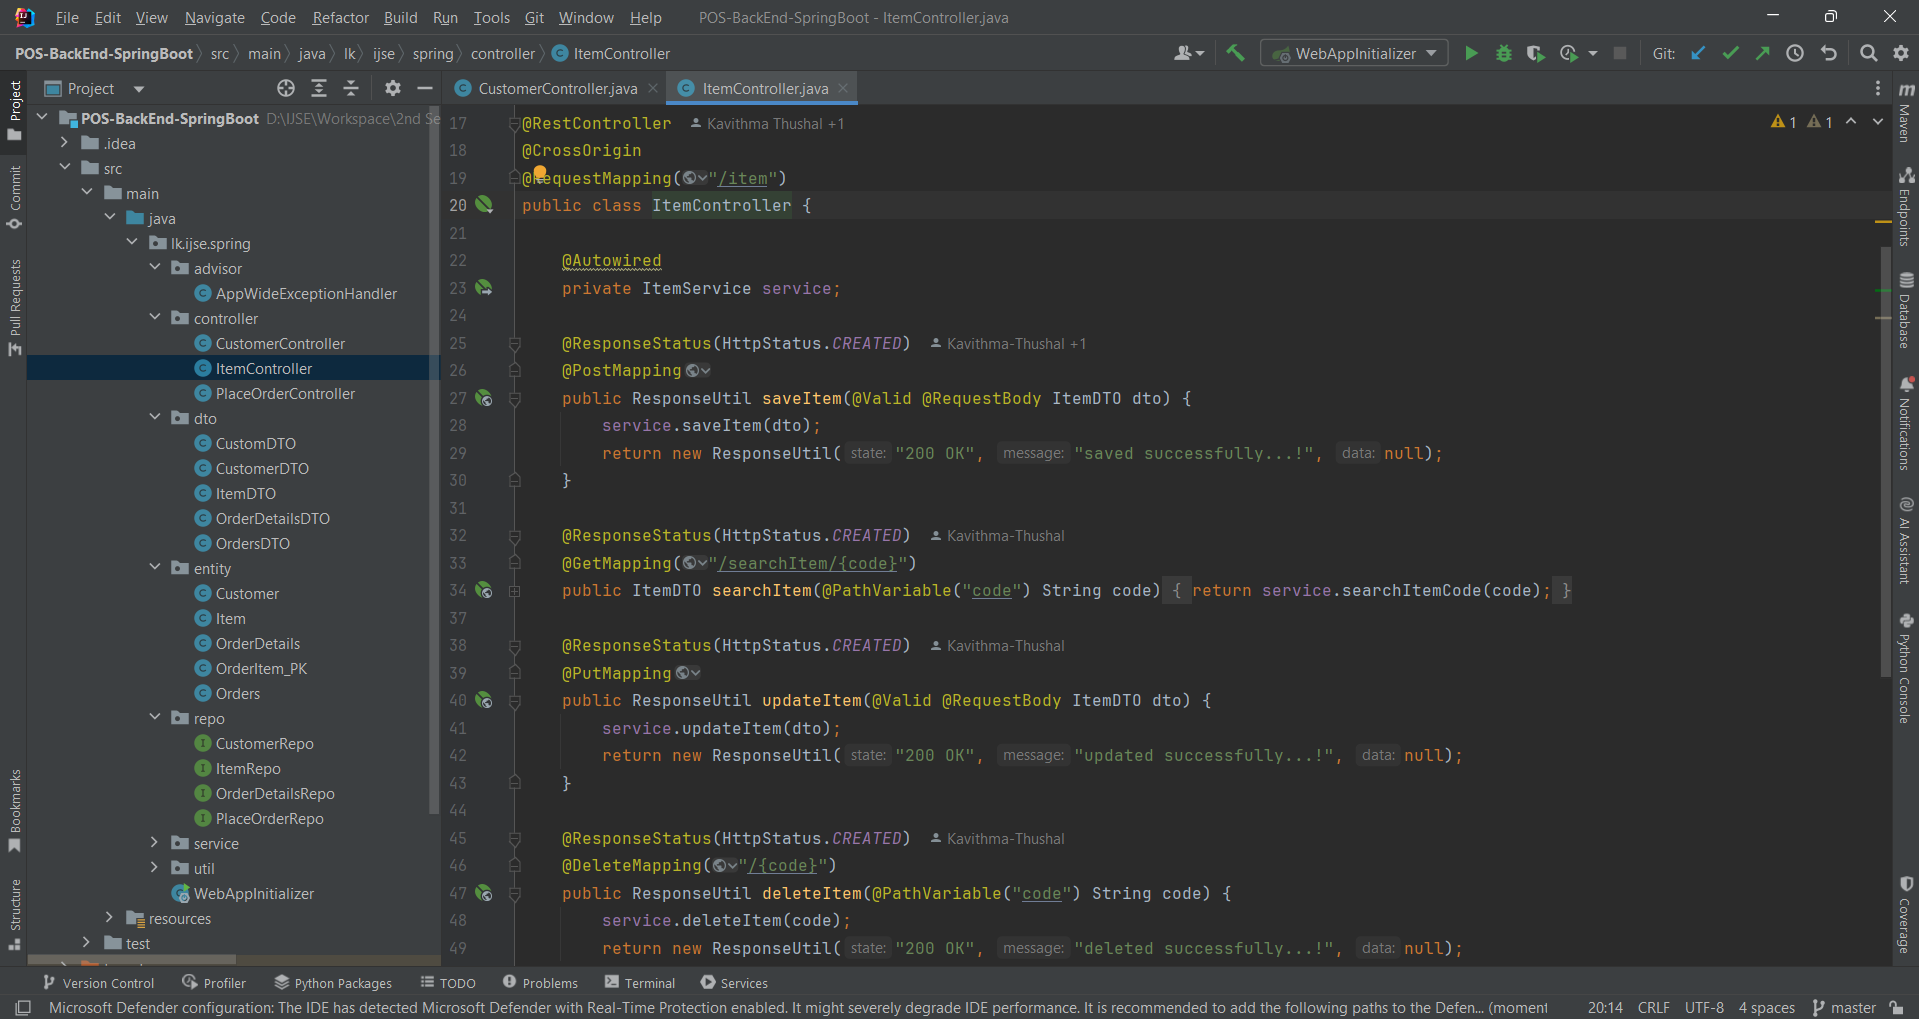 File Edit View Navigate Code Refactor Build Run Tools Git Window Help POS-BackEnd-SpringBoot - ItemController.java
POS-BackEnd-SpringBoot src main java lk ijse spring controller ItemController WebAppInitializer Git:
Project
CustomerController.java ItemController.java
POS-BackEnd-SpringBoot D:\IJSE\Workspace\2nd Se
.idea
src
main
java
lk.ijse.spring
advisor
AppWideExceptionHandler
controller
CustomerController
ItemController
PlaceOrderController
dto
CustomDTO
CustomerDTO
ItemDTO
OrderDetailsDTO
OrdersDTO
entity
Customer
Item
OrderDetails
OrderItem_PK
Orders
repo
CustomerRepo
ItemRepo
OrderDetailsRepo
PlaceOrderRepo
service
util
WebAppInitializer
resources
test
Project
Commit
Pull Requests
Bookmarks
Structure
17 @RestController Kavithma Thushal +1
18 @CrossOrigin
19 @RequestMapping("/item")
20 public class ItemController {
21
22 @Autowired
23 private ItemService service;
24
25 @ResponseStatus(HttpStatus.CREATED) Kavithma-Thushal +1
26 @PostMapping
27 public ResponseUtil saveItem(@Valid @RequestBody ItemDTO dto) {
28 service.saveItem(dto);
29 return new ResponseUtil( state: "200 OK", message: "saved successfully...!", data: null);
30 }
31
32 @ResponseStatus(HttpStatus.CREATED) Kavithma-Thushal
33 @GetMapping("/searchItem/{code}")
34 public ItemDTO searchItem(@PathVariable("code") String code) { return service.searchItemCode(code); }
37
38 @ResponseStatus(HttpStatus.CREATED) Kavithma-Thushal
39 @PutMapping
40 public ResponseUtil updateItem(@Valid @RequestBody ItemDTO dto) {
41 service.updateItem(dto);
42 return new ResponseUtil( state: "200 OK", message: "updated successfully...!", data: null);
43 }
44
45 @ResponseStatus(HttpStatus.CREATED) Kavithma-Thushal
46 @DeleteMapping("/{code}")
47 public ResponseUtil deleteItem(@PathVariable("code") String code) {
48 service.deleteItem(code);
49 return new ResponseUtil( state: "200 OK", message: "deleted successfully...!", data: null);
1 1
Maven
Endpoints
Database
Notifications
AI Assistant
Python Console
Coverage
Version Control Profiler Python Packages TODO Problems Terminal Services
Microsoft Defender configuration: The IDE has detected Microsoft Defender with Real-Time Protection enabled. It might severely degrade IDE performance. It is recommended to add the following paths to the Defen... (moment 20:14 CRLF UTF-8 4 spaces master